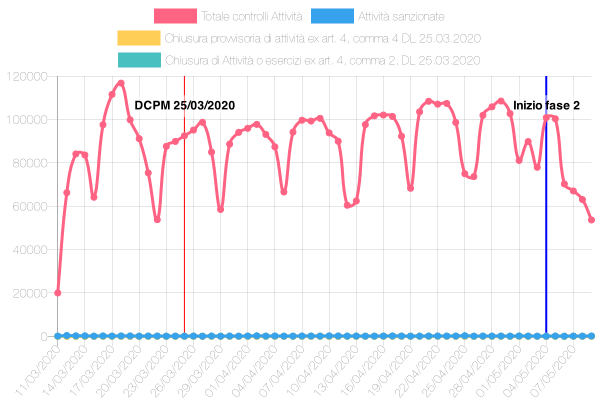 Totale controlli Attività Attività sanzionate
Chiusura provvisoria di attività ex art. 4, comma 4 DL 25.03.2020
Chiusura di Attività o esercizi ex art. 4, comma 2, DL 25.03.2020
120000
DCPM 25/03/2020 Inizio fase 2
100000
80000
60000
40000
20000
0
11/03/2020 14/03/2020 17/03/2020 20/03/2020 23/03/2020 26/03/2020 29/03/2020 01/04/2020 04/04/2020 07/04/2020 10/04/2020 13/04/2020 16/04/2020 19/04/2020 22/04/2020 25/04/2020 28/04/2020 01/05/2020 04/05/2020 07/05/2020